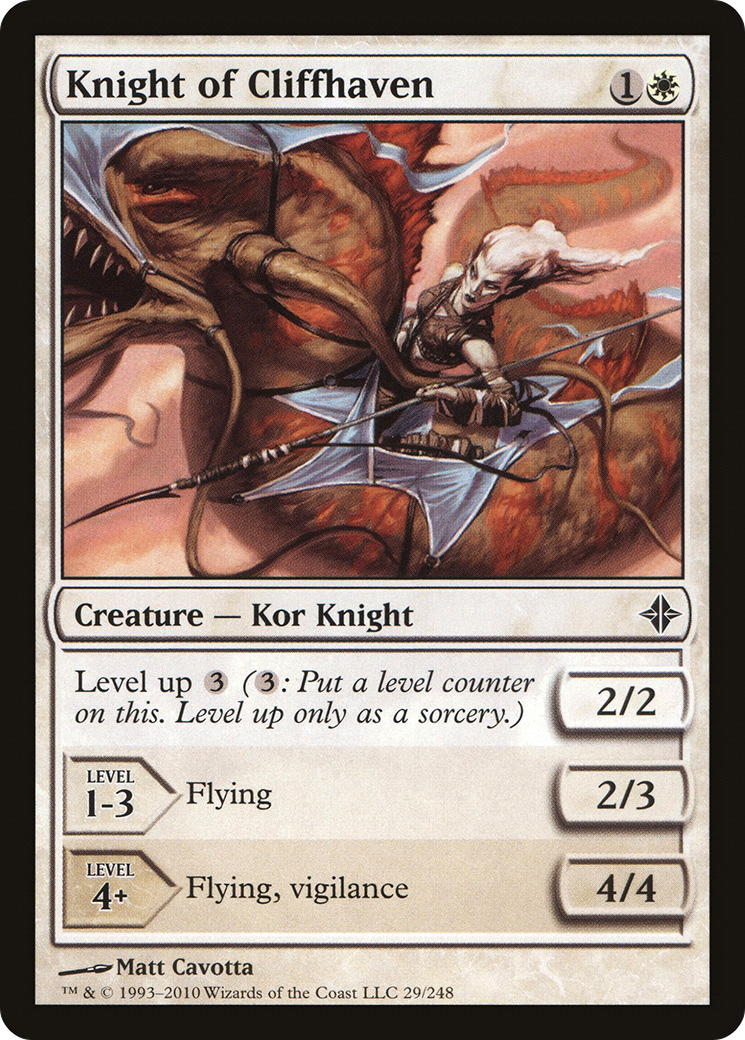 Knight of Cliffhaven 1
Creature — Kor Knight
Level up 3 (3: Put a level counter
on this. Level up only as a sorcery.)
2/2
LEVEL
1-3
Flying
2/3
LEVEL
4+
Flying, vigilance
4/4
Matt Cavotta
™ & © 1993–2010 Wizards of the Coast LLC 29/248